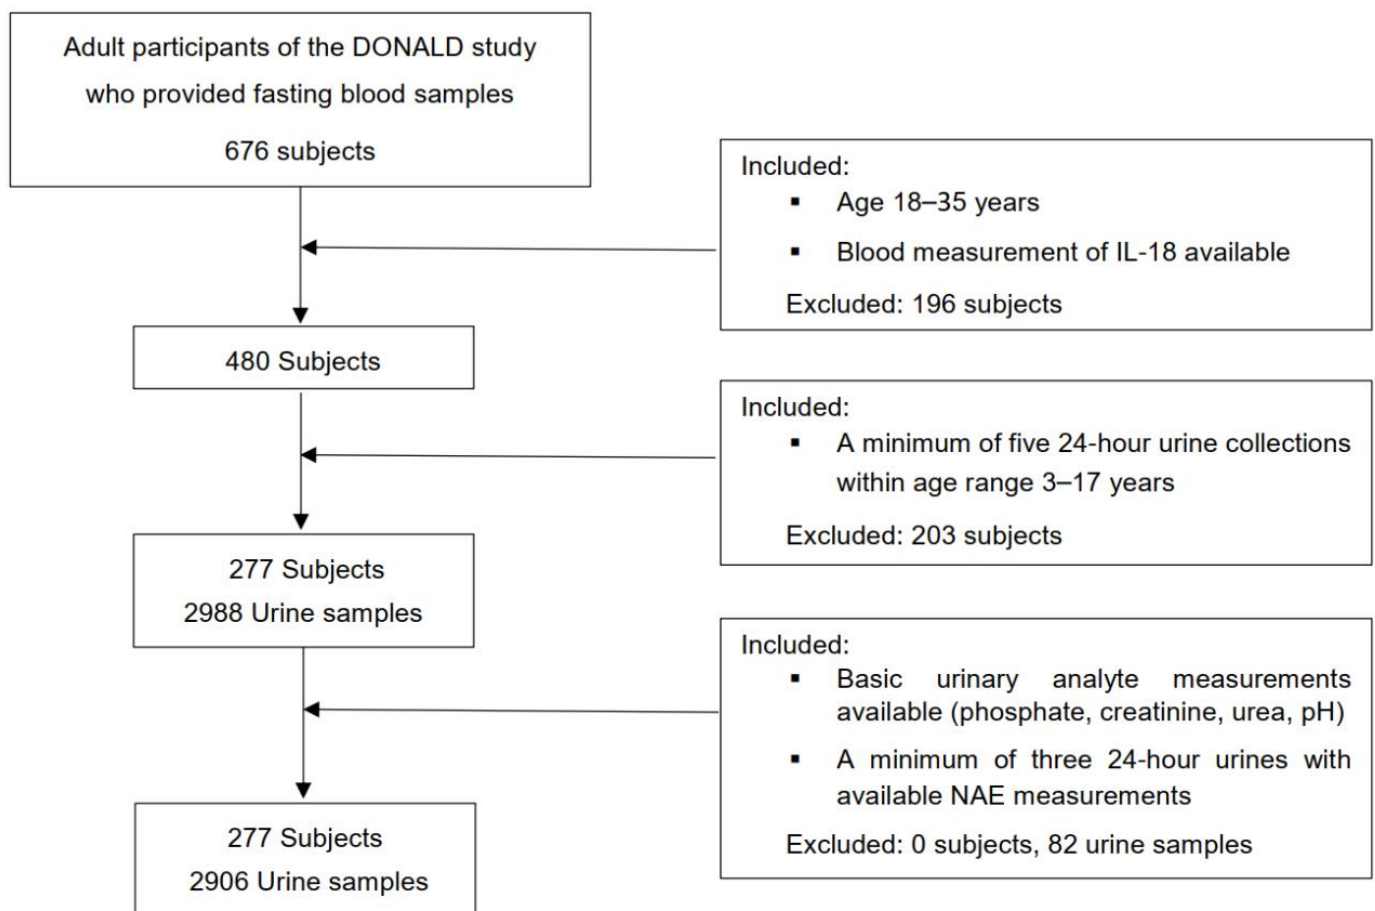 Adult participants of the DONALD study
who provided fasting blood samples
676 subjects
Included:
▪ Age 18–35 years
▪ Blood measurement of IL-18 available
Excluded: 196 subjects
480 Subjects
Included:
▪ A minimum of five 24-hour urine collections
within age range 3–17 years
Excluded: 203 subjects
277 Subjects
2988 Urine samples
Included:
▪ Basic urinary analyte measurements
available (phosphate, creatinine, urea, pH)
▪ A minimum of three 24-hour urines with
available NAE measurements
Excluded: 0 subjects, 82 urine samples
277 Subjects
2906 Urine samples